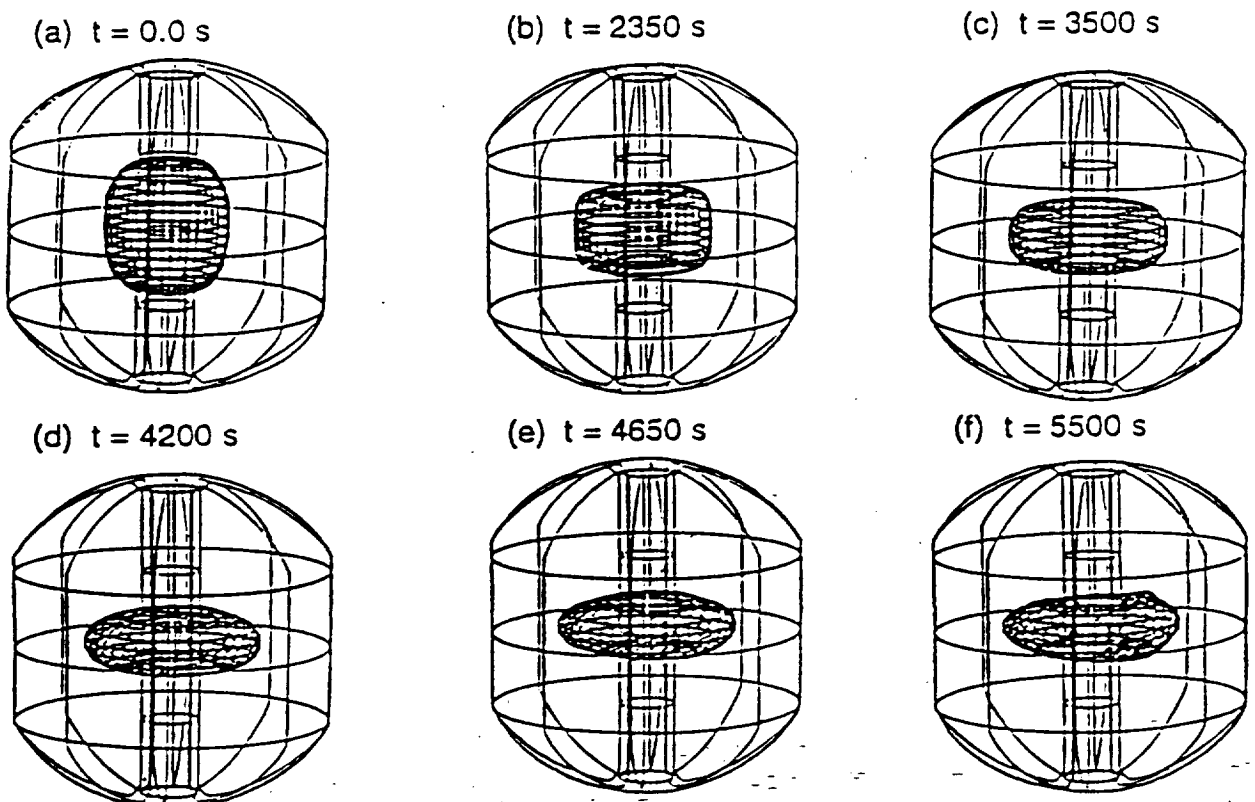 (a) t = 0.0 s
(b) t = 2350 s
(c) t = 3500 s
(d) t = 4200 s
(e) t = 4650 s
(f) t = 5500 s